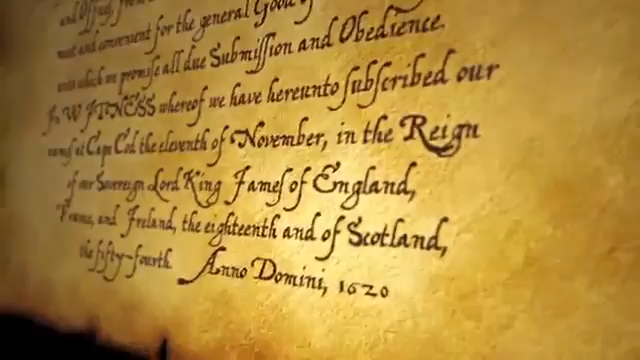 and Offices, from
meet and convenient for the general Good of
unto which we promise all due Submiſſion and Obedience.
In WITNESS whereof we have hereunto ſubſcribed our
names at Cape Cod the eleventh of November, in the Reign
of our Sovereign Lord King Jameſ of England,
France, and Ireland, the eighteenth and of Scotland,
the fifty-fourth. Anno Domini, 1620